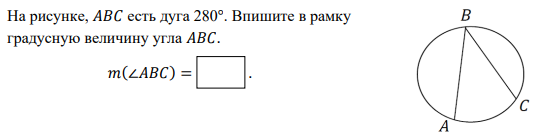 На рисунке, ABC есть дуга 280°. Впишите в рамку
градусную величину угла ABC.
m(∠ABC) = .
B
C
A